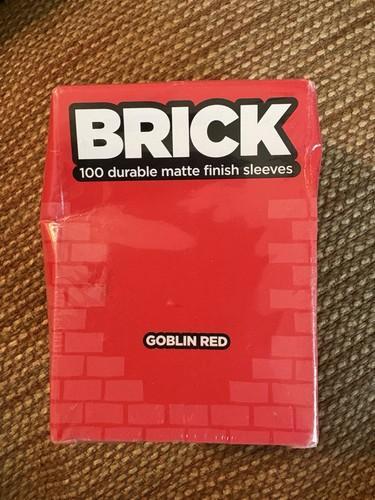 BRICK
100 durable matte finish sleeves
GOBLIN RED